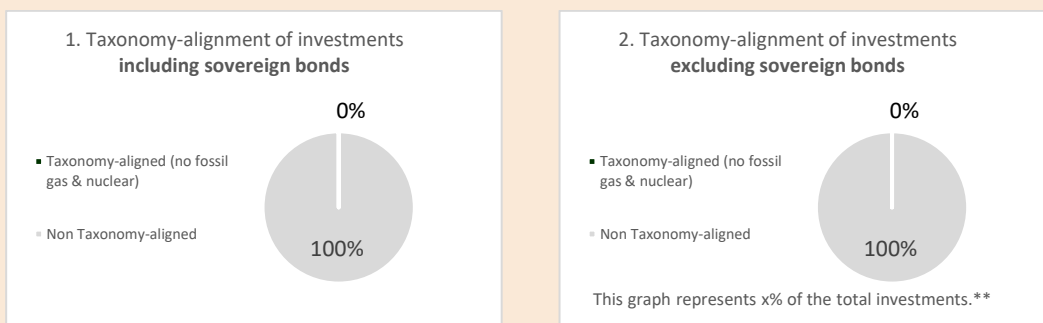 1. Taxonomy-alignment of investments
including sovereign bonds
0%
Taxonomy-aligned (no fossil
gas & nuclear)
Non Taxonomy-aligned
100%
2. Taxonomy-alignment of investments
excluding sovereign bonds
0%
Taxonomy-aligned (no fossil
gas & nuclear)
Non Taxonomy-aligned
100%
This graph represents x% of the total investments.**